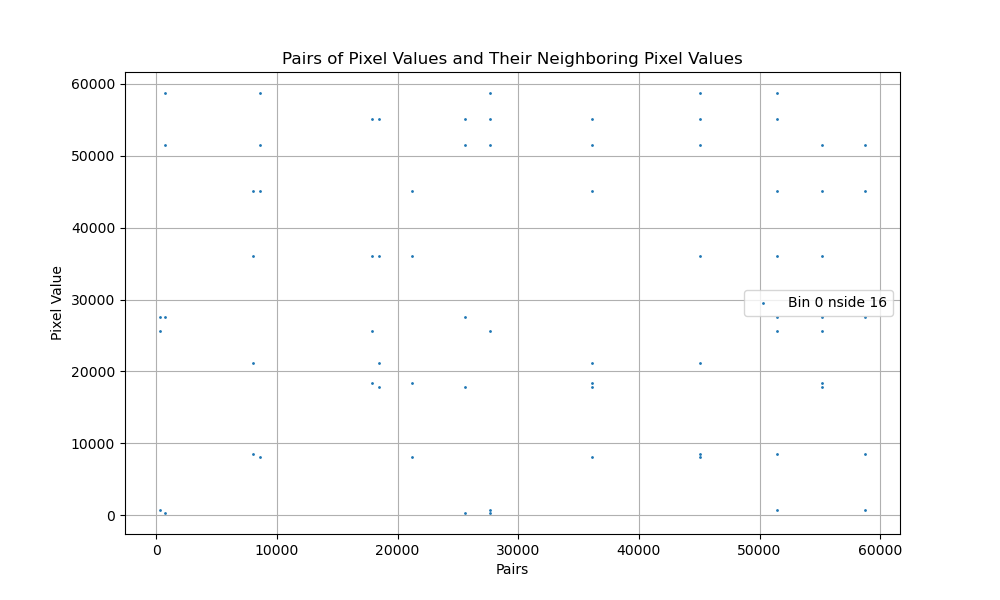 Pairs of Pixel Values and Their Neighboring Pixel Values
60000
50000
40000
30000
20000
10000
0
Pixel Value
Bin 0 nside 16
0 10000 20000 30000 40000 50000 60000
Pairs